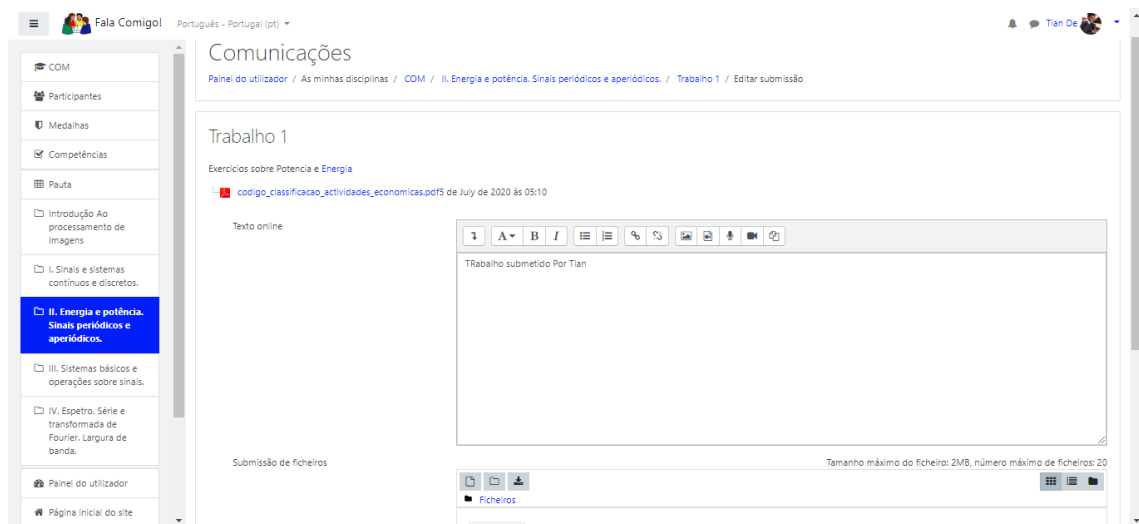 Fala Comigo! Português - Portugal (pt)
Tian De
COM
Participantes
Medalhas
Competências
Pauta
Introdução Ao
processamento de
Imagens
I. Sinais e sistemas
contínuos e discretos.
II. Energia e potência.
Sinais periódicos e
aperiódicos.
III. Sistemas básicos e
operações sobre sinais.
IV. Espetro. Série e
transformada de
Fourier. Largura de
banda.
Painel do utilizador
Página inicial do site
Comunicações
Painel do utilizador / As minhas disciplinas / COM / II. Energia e potência. Sinais periódicos e aperiódicos. / Trabalho 1 / Editar submissão
Trabalho 1
Exercicios sobre Potencia e Energia
codigo_classificacao_actividades_economicas.pdf5 de July de 2020 às 05:10
Texto online
A B I
TRabalho submetido Por Tian
Submissão de ficheiros
Tamanho máximo do ficheiro: 2MB, número máximo de ficheiros: 20
Ficheiros